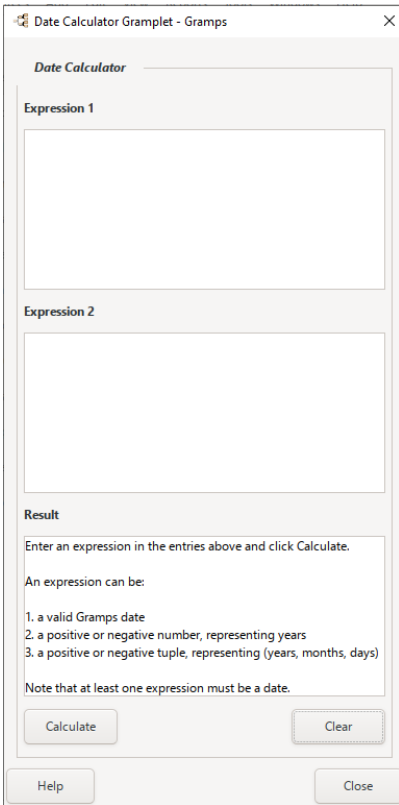 Date Calculator Gramplet - Gramps
Date Calculator
Expression 1
Expression 2
Result
Enter an expression in the entries above and click Calculate.
An expression can be:
1. a valid Gramps date
2. a positive or negative number, representing years
3. a positive or negative tuple, representing (years, months, days)
Note that at least one expression must be a date.
Calculate
Clear
Help
Close